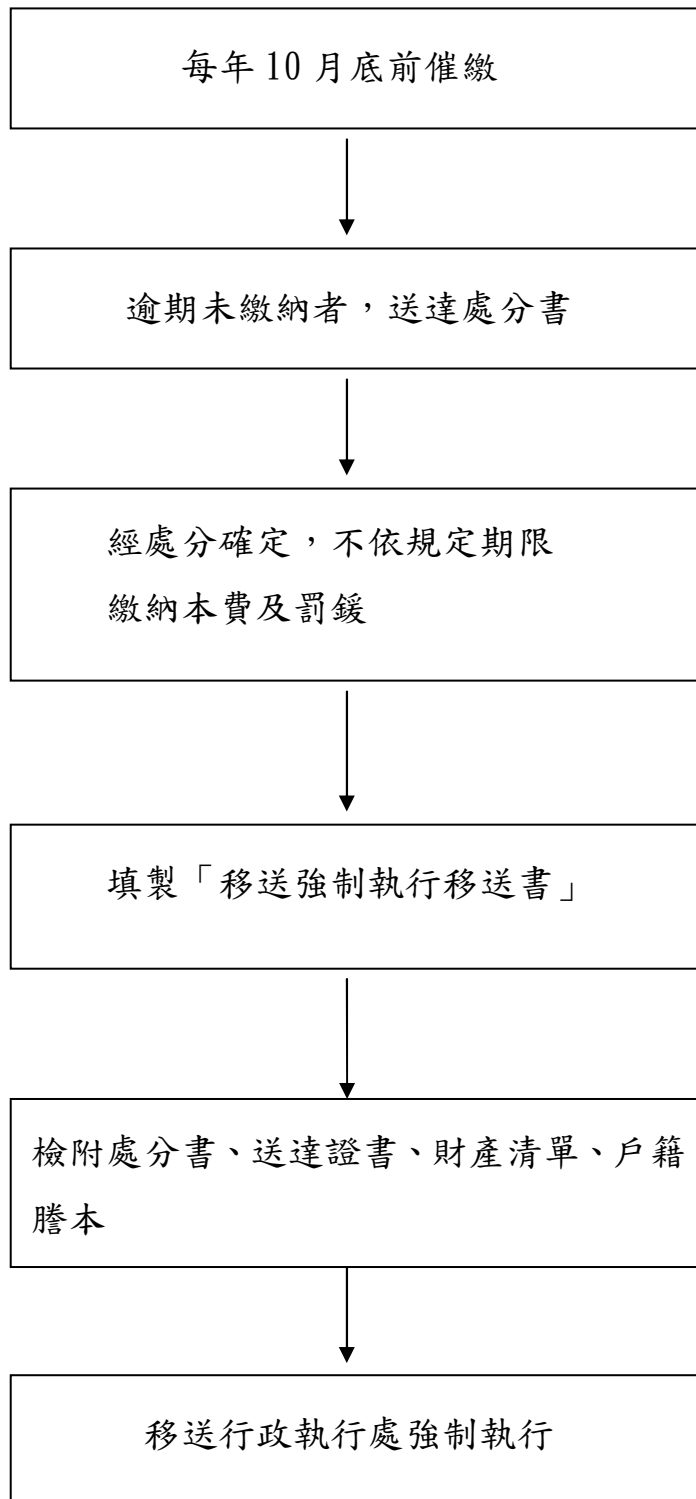 每年 10 月底前催繳
逾期未繳納者，送達處分書
經處分確定，不依規定期限
繳納本費及罰鍰
填製「移送強制執行移送書」
檢附處分書、送達證書、財產清單、戶籍
謄本
移送行政執行處強制執行